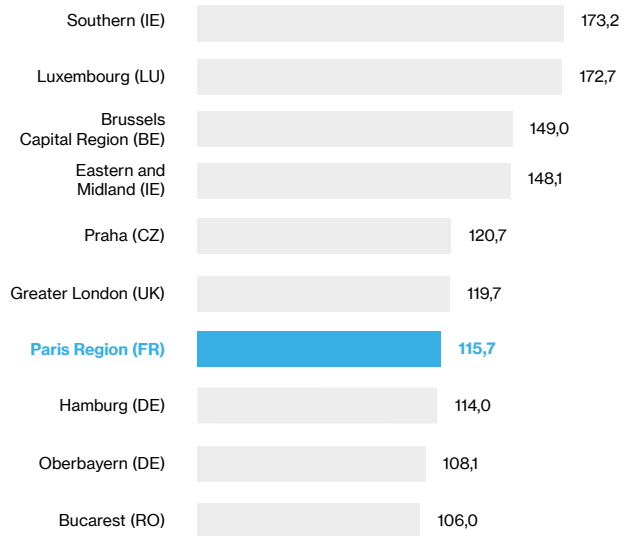 Southern (IE) 173,2
Luxembourg (LU) 172,7
Brussels
Capital Region (BE) 149,0
Eastern and
Midland (IE) 148,1
Praha (CZ) 120,7
Greater London (UK) 119,7
Paris Region (FR) 115,7
Hamburg (DE) 114,0
Oberbayern (DE) 108,1
Bucarest (RO) 106,0